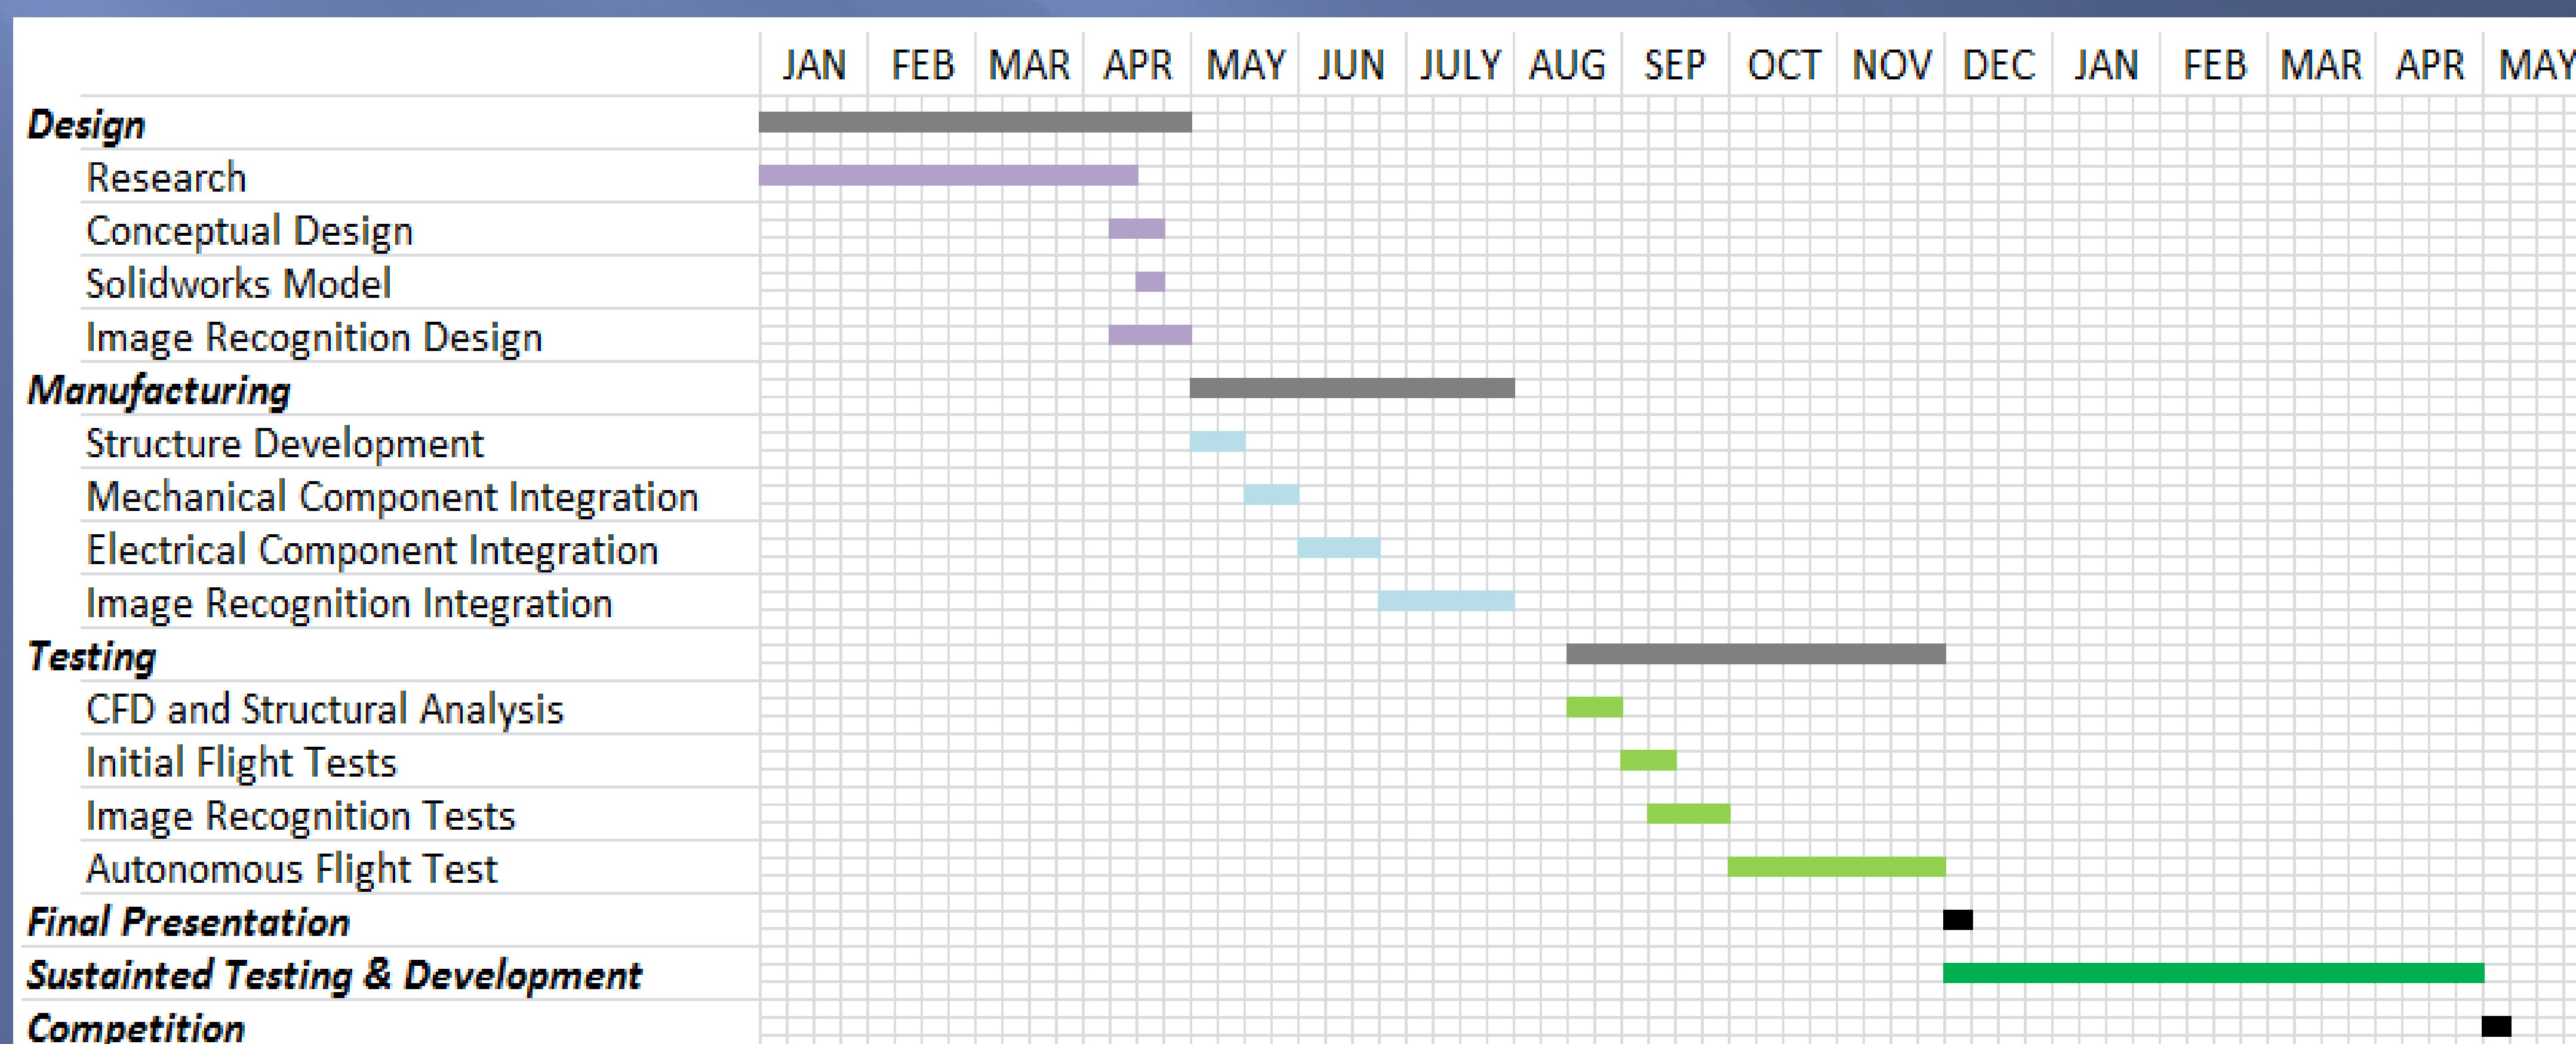 JAN FEB MAR APR MAY JUN JULY AUG SEP OCT NOV DEC JAN FEB MAR APR MAY
Design
Research
Conceptual Design
Solidworks Model
Image Recognition Design
Manufacturing
Structure Development
Mechanical Component Integration
Electrical Component Integration
Image Recognition Integration
Testing
CFD and Structural Analysis
Initial Flight Tests
Image Recognition Tests
Autonomous Flight Test
Final Presentation
Sustainted Testing & Development
Competition